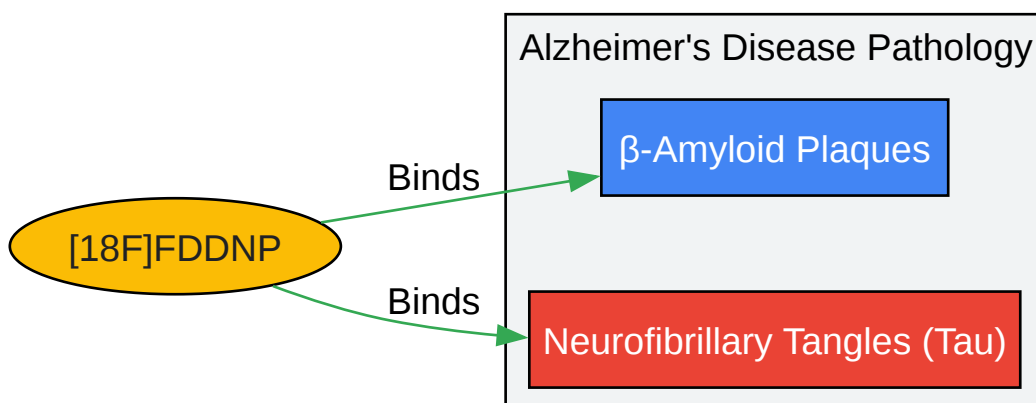 Alzheimer's Disease Pathology
β-Amyloid Plaques
Binds
[18F]FDDNP
Binds
Neurofibrillary Tangles (Tau)